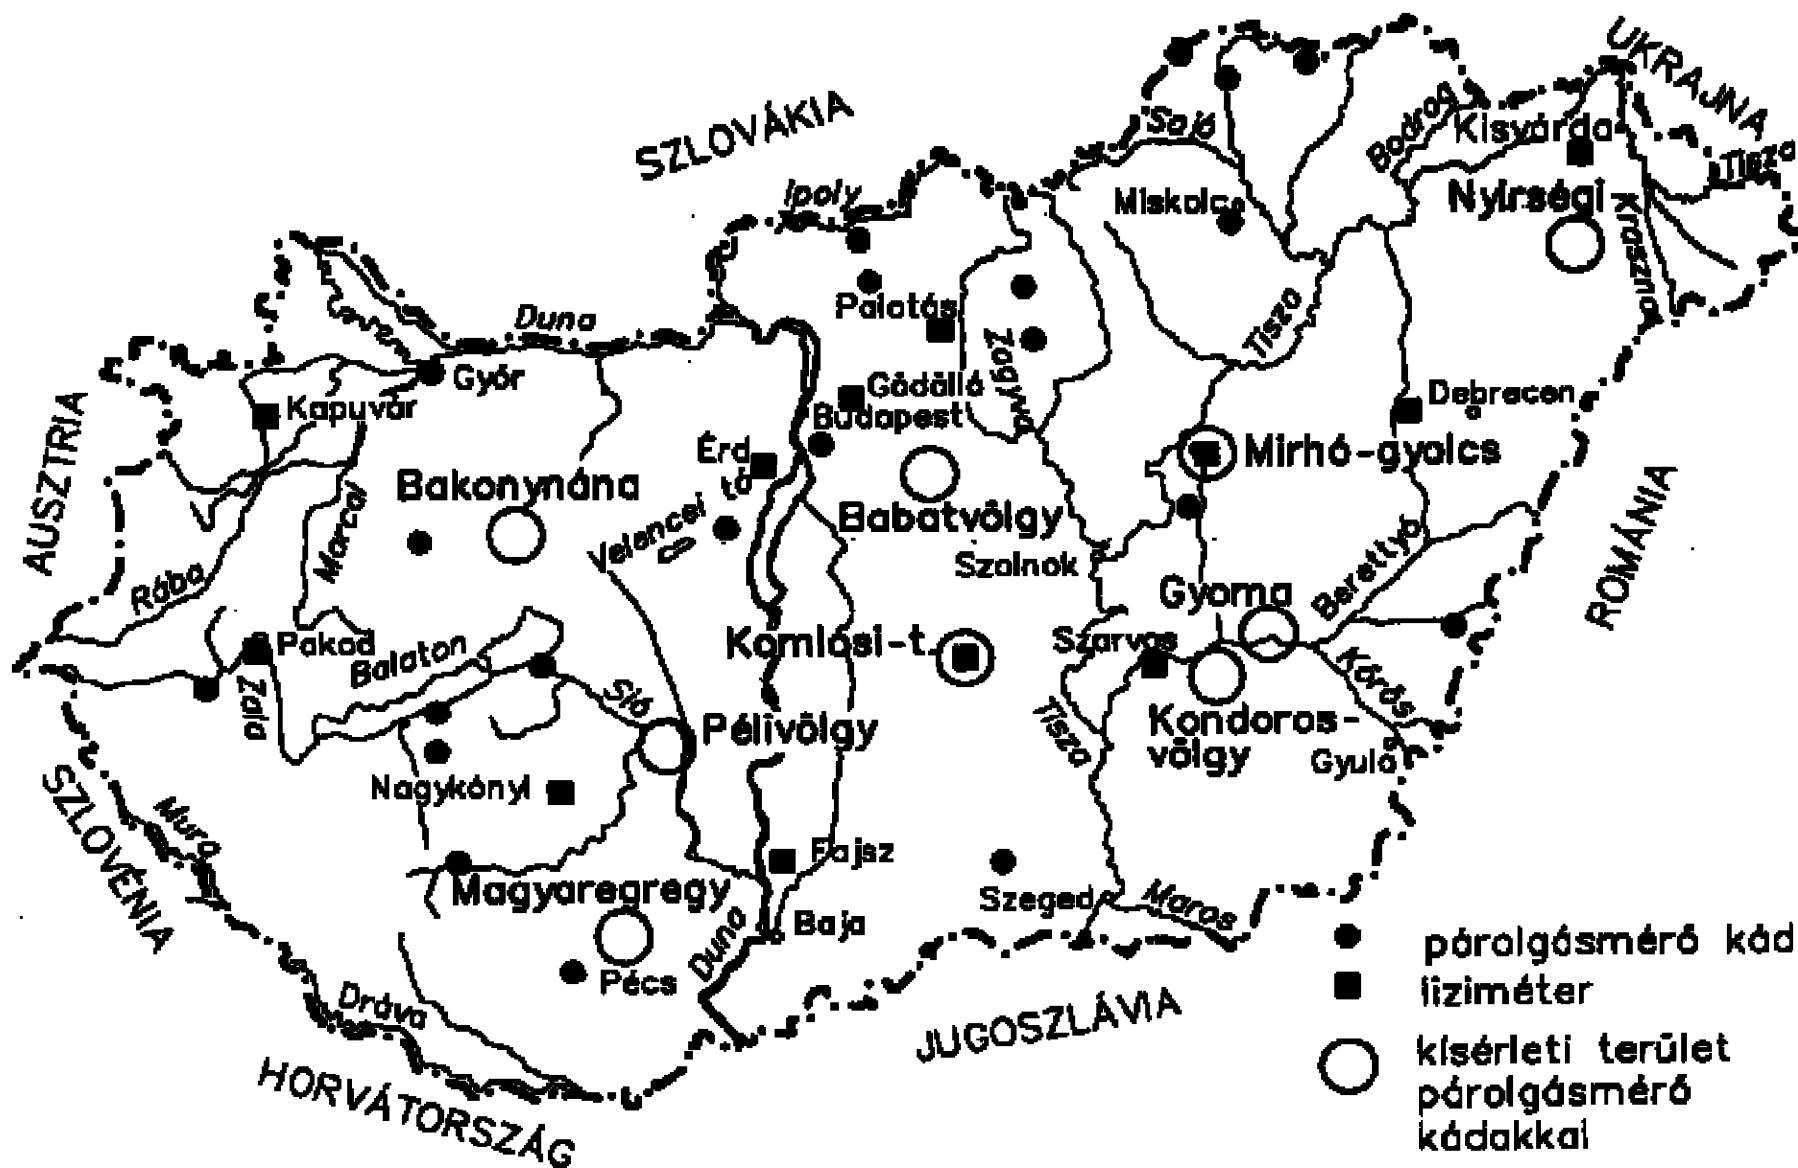 UKRAJNA
SZLOVÁKIA
Sajó
Bodrog
Kisvárda
Tisza
Ipoly
Miskolc
Nyirségi
Kraszna
Duna
Palotás
Zagyva
Tisza
Győr
Gödöllő
Budapest
Kapuvár
Debrecen
AUSZTRIA
Érd
Mirhó-gyolcs
Bakonynána
Velencei tó
Babatvölgy
Marcal
ROMÁNIA
Szolnok
Rába
Gyoma
Berettyó
Pakod
Balaton
Komlósi-t.
Szarvas
Zala
Sió
Körös
Pélivölgy
Tisza
Kondoros-
völgy
Gyula
Nagykónyi
SZLOVÉNIA
Mura
Fajsz
Magyaregregy
Szeged
Maros
Baja
Duna
Pécs
Dráva
JUGOSZLÁVIA
HORVÁTORSZÁG
párolgásmérő kád
liziméter
kísérleti terület
párolgásmérő
kádakkal